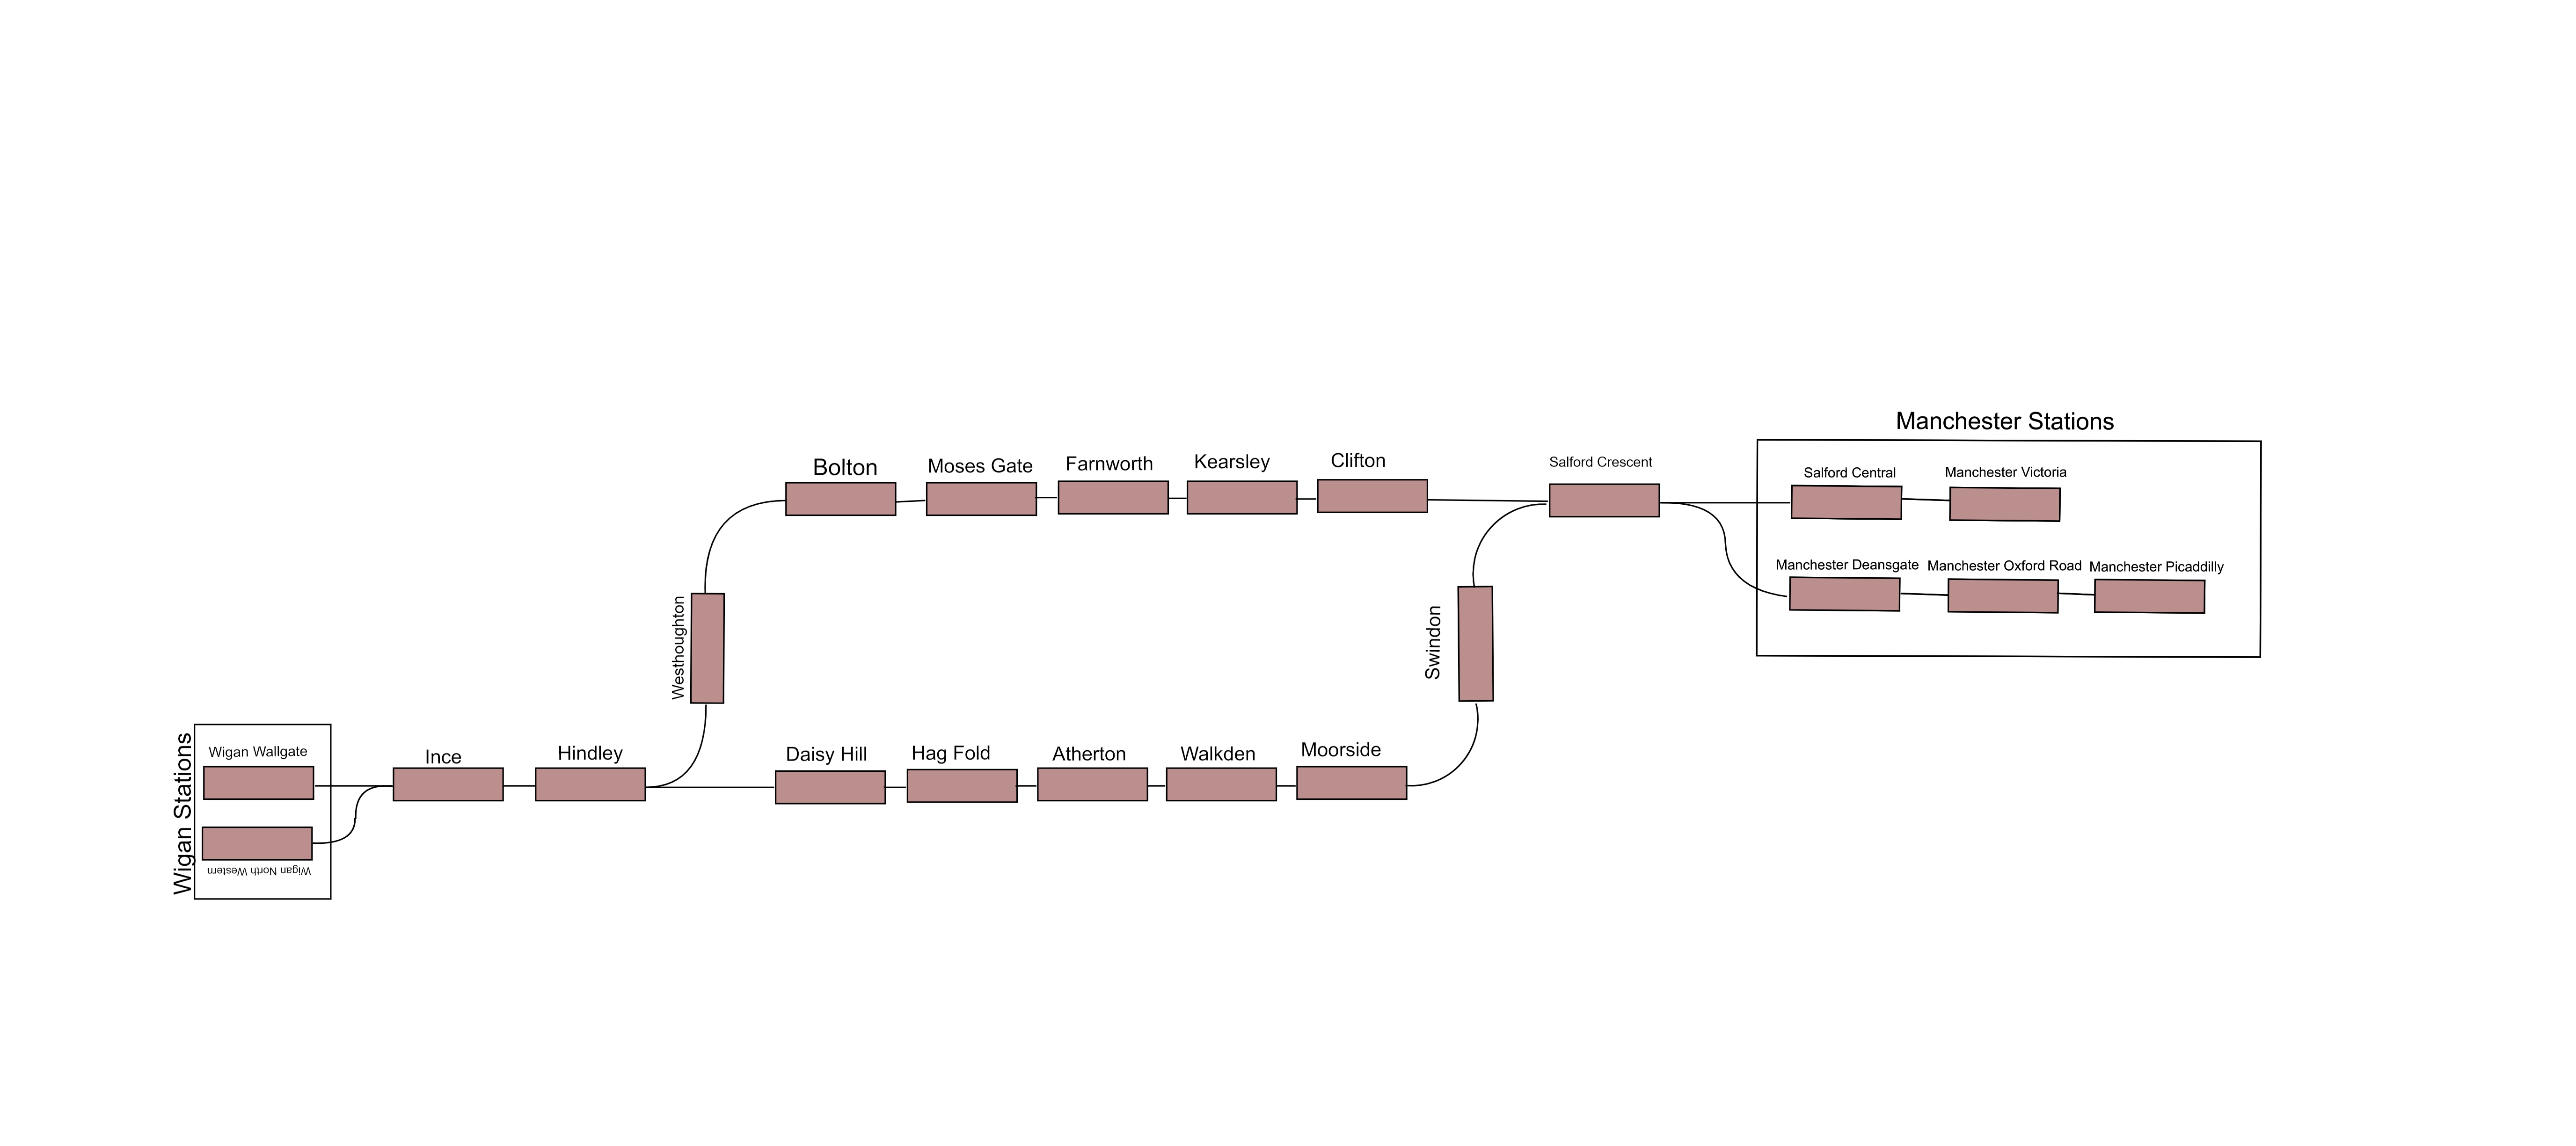 Manchester Stations
Bolton
Moses Gate
Farnworth
Kearsley
Clifton
Salford Crescent
Salford Central
Manchester Victoria
Manchester Deansgate
Manchester Oxford Road
Manchester Picaddilly
Westhoughton
Swindon
Wigan Stations
Wigan Wallgate
Ince
Hindley
Daisy Hill
Hag Fold
Atherton
Walkden
Moorside
Wigan North Western